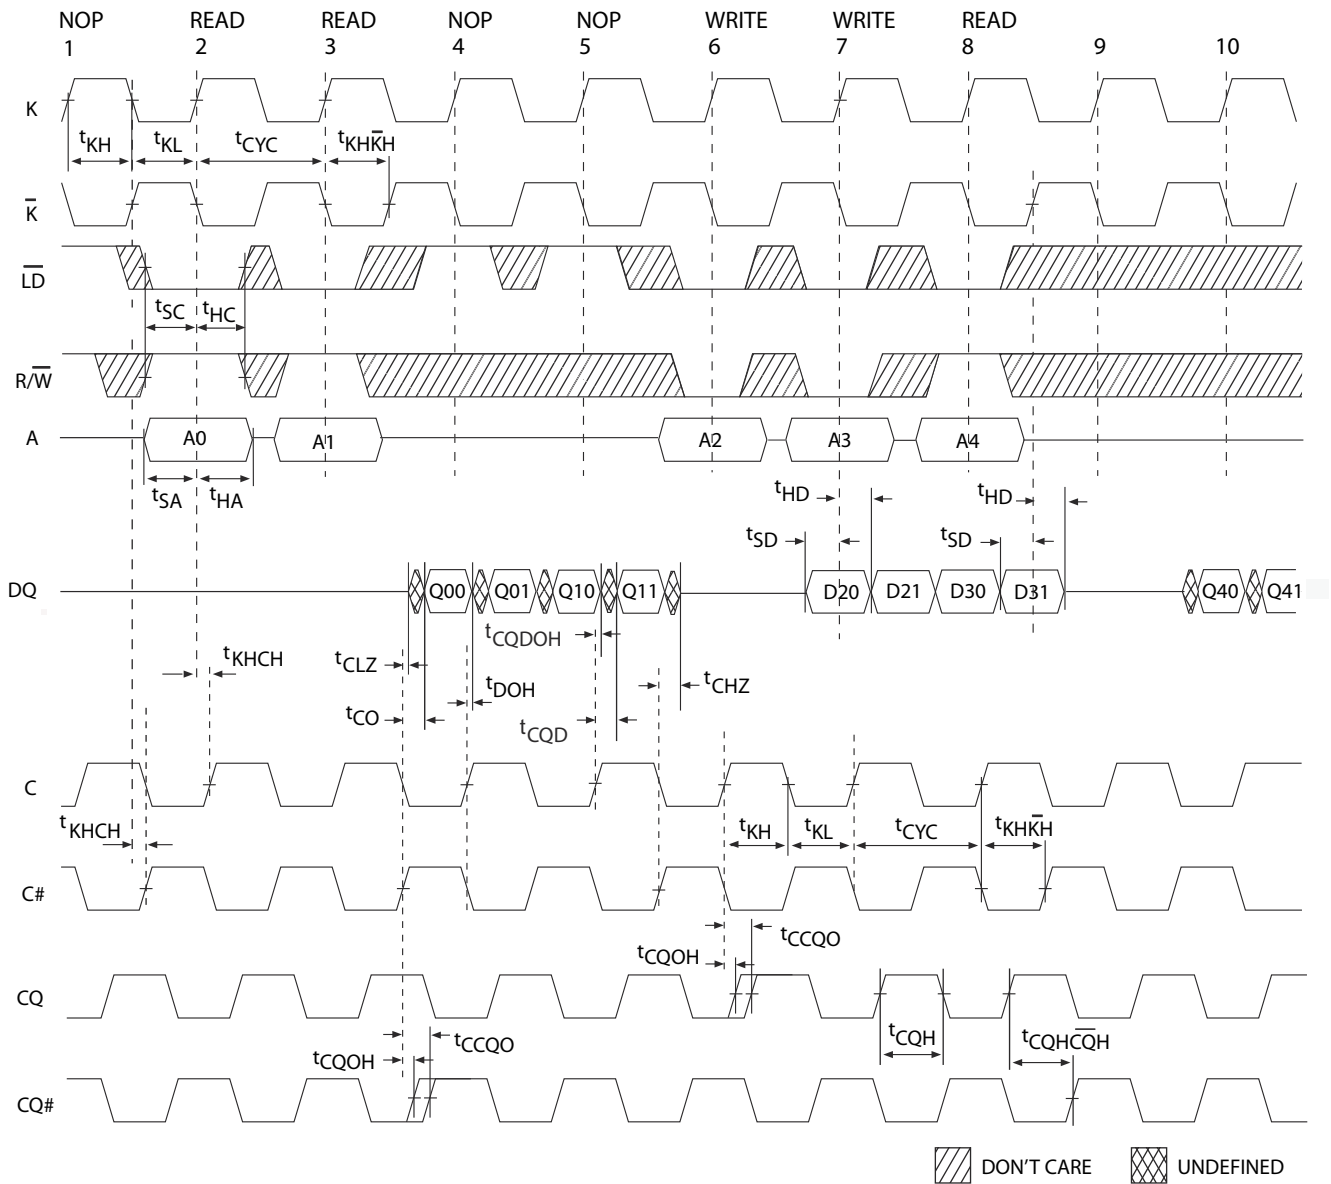 NOP READ READ NOP NOP WRITE WRITE READ
1 2 3 4 5 6 7 8 9 10
K
tKH tKL tCYC tKHK̅H
K̅
L̅D̅
tSC tHC
R/W̅
A A0 A1 A2 A3 A4
tSA tHA tHD tHD
tSD tSD
DQ Q00 Q01 Q10 Q11 D20 D21 D30 D31 Q40 Q41
tCQDOH
tKHCH tCLZ tDOH tCHZ
tCO tCQD
C
tKHCH tKH tKL tCYC tKHK̅H
C#
tCCQO
tCQOH
CQ
tCCQO tCQH tCQHC̅Q̅H
tCQOH
CQ#
DON'T CARE UNDEFINED